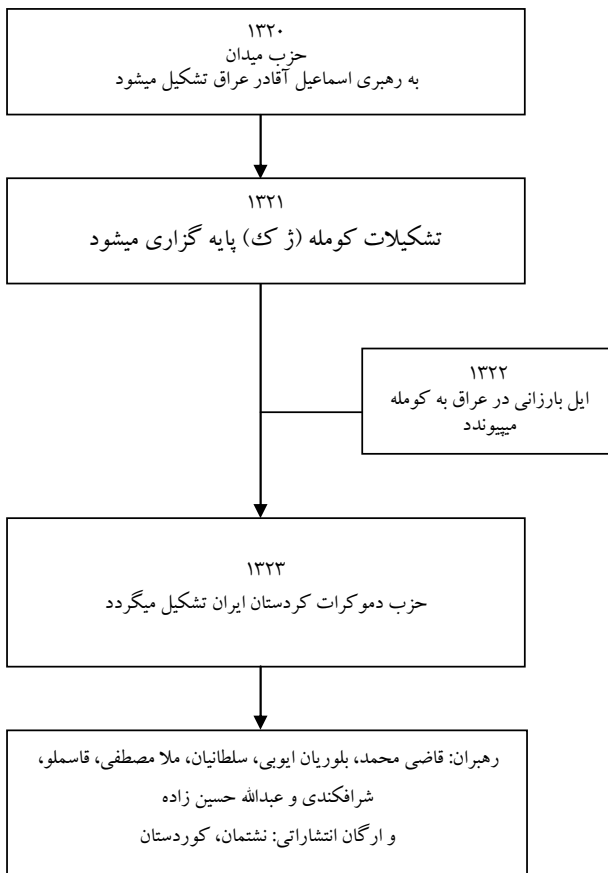 ۱۳۲۰
حزب میدان
به رهبری اسماعیل آقادر عراق تشکیل میشود
۱۳۲۱
تشکیلات کومله (ژ ک) پایه گزاری میشود
۱۳۲۲
ایل بارزانی در عراق به کومله
میپیوندد
۱۳۲۳
حزب دموکرات کردستان ایران تشکیل میگردد
رهبران: قاضی محمد، بلوریان ایوبی، سلطانیان، ملا مصطفی، قاسملو،
شرافکندی و عبدالله حسین زاده
و ارگان انتشاراتی: نشتمان، کوردستان